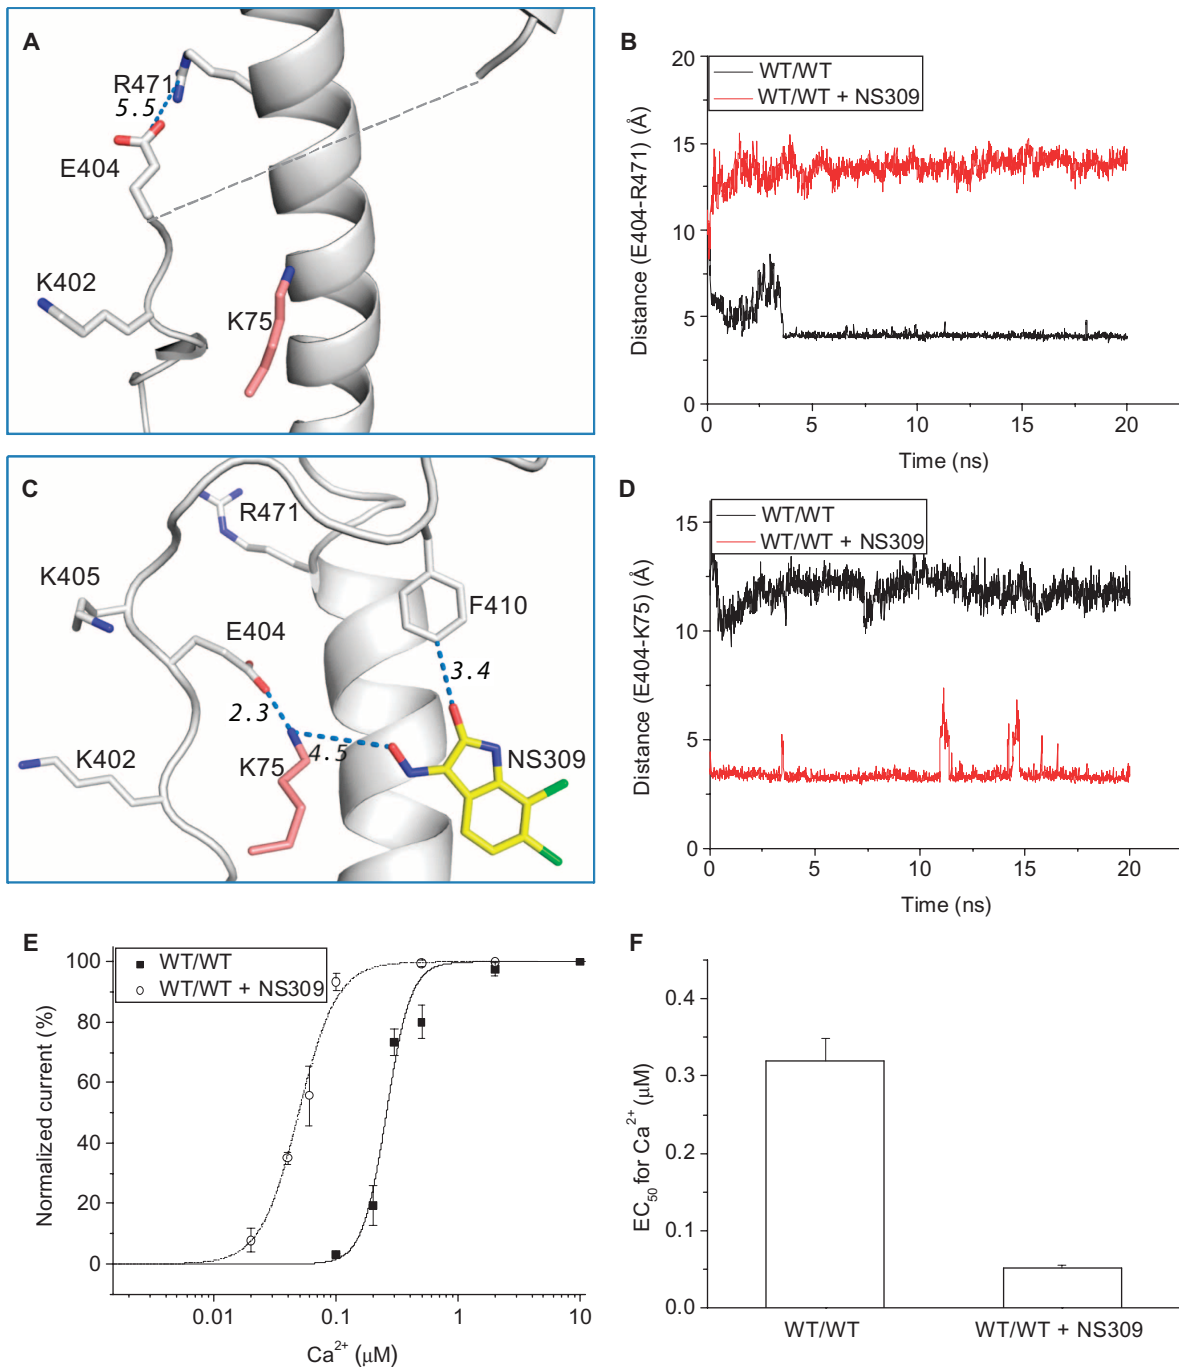 A
R471
5.5
E404
K402
K75
B
WT/WT
WT/WT + NS309
Distance (E404-R471) (Å)
20
15
10
5
0
0
5
10
15
20
Time (ns)
C
R471
K405
F410
E404
3.4
2.3
4.5
K75
NS309
K402
D
WT/WT
WT/WT + NS309
Distance (E404-K75) (Å)
15
10
5
0
0
5
10
15
20
Time (ns)
E
WT/WT
WT/WT + NS309
Normalized current (%)
100
80
60
40
20
0
0.01
0.1
1
10
Ca²⁺ (μM)
F
EC₅₀ for Ca²⁺ (μM)
0.4
0.3
0.2
0.1
0.0
WT/WT
WT/WT + NS309